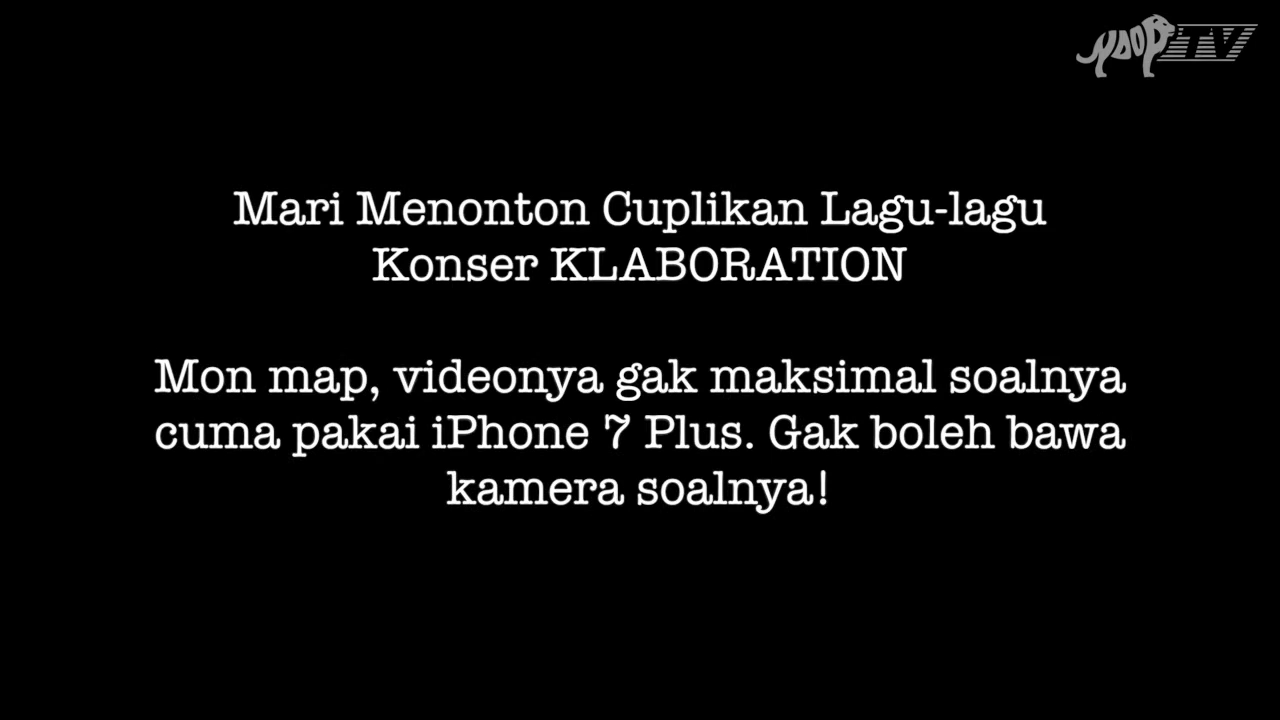 YOOPTV
Mari Menonton Cuplikan Lagu-lagu
Konser KLABORATION
Mon map, videonya gak maksimal soalnya
cuma pakai iPhone 7 Plus. Gak boleh bawa
kamera soalnya!